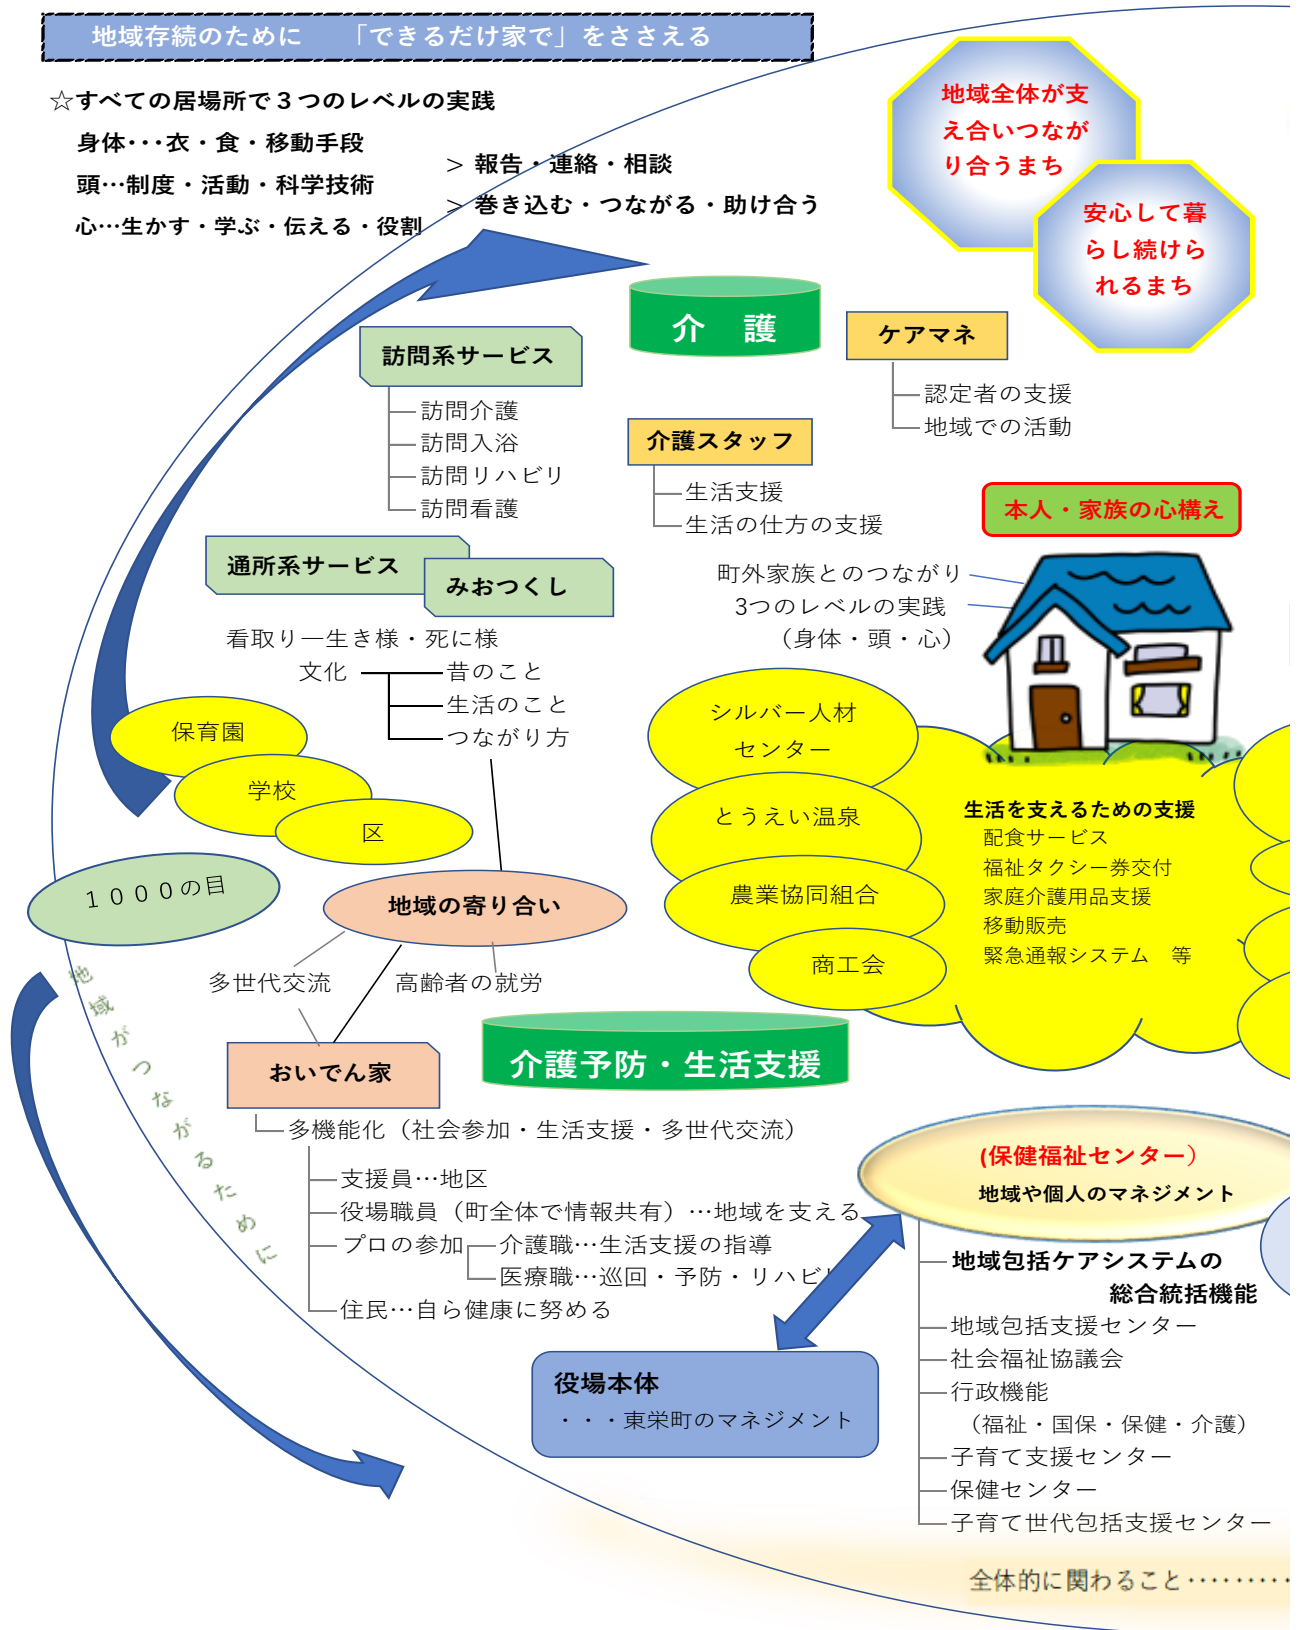 地域存続のために　「できるだけ家で」をささえる
☆すべての居場所で３つのレベルの実践
身体・・・衣・食・移動手段
頭…制度・活動・科学技術
心…生かす・学ぶ・伝える・役割
＞ 報告・連絡・相談
＞ 巻き込む・つながる・助け合う
地域全体が支
え合いつなが
り合うまち
安心して暮
らし続けら
れるまち
介　護
ケアマネ
認定者の支援
地域での活動
訪問系サービス
訪問介護
訪問入浴
訪問リハビリ
訪問看護
介護スタッフ
生活支援
生活の仕方の支援
本人・家族の心構え
町外家族とのつながり
3つのレベルの実践
（身体・頭・心）
通所系サービス
みおつくし
看取り―生き様・死に様
文化
昔のこと
生活のこと
つながり方
保育園
学校
区
１０００の目
地域の寄り合い
多世代交流
高齢者の就労
シルバー人材
センター
とうえい温泉
農業協同組合
商工会
生活を支えるための支援
配食サービス
福祉タクシー券交付
家庭介護用品支援
移動販売
緊急通報システム　等
地域がつながるために
介護予防・生活支援
おいでん家
多機能化（社会参加・生活支援・多世代交流）
支援員…地区
役場職員（町全体で情報共有）…地域を支える
プロの参加
介護職…生活支援の指導
医療職…巡回・予防・リハビリ
住民…自ら健康に努める
(保健福祉センター）
地域や個人のマネジメント
地域包括ケアシステムの
総合統括機能
地域包括支援センター
社会福祉協議会
行政機能
（福祉・国保・保健・介護）
子育て支援センター
保健センター
子育て世代包括支援センター
役場本体
・・・東栄町のマネジメント
全体的に関わること・・・・・・・・・